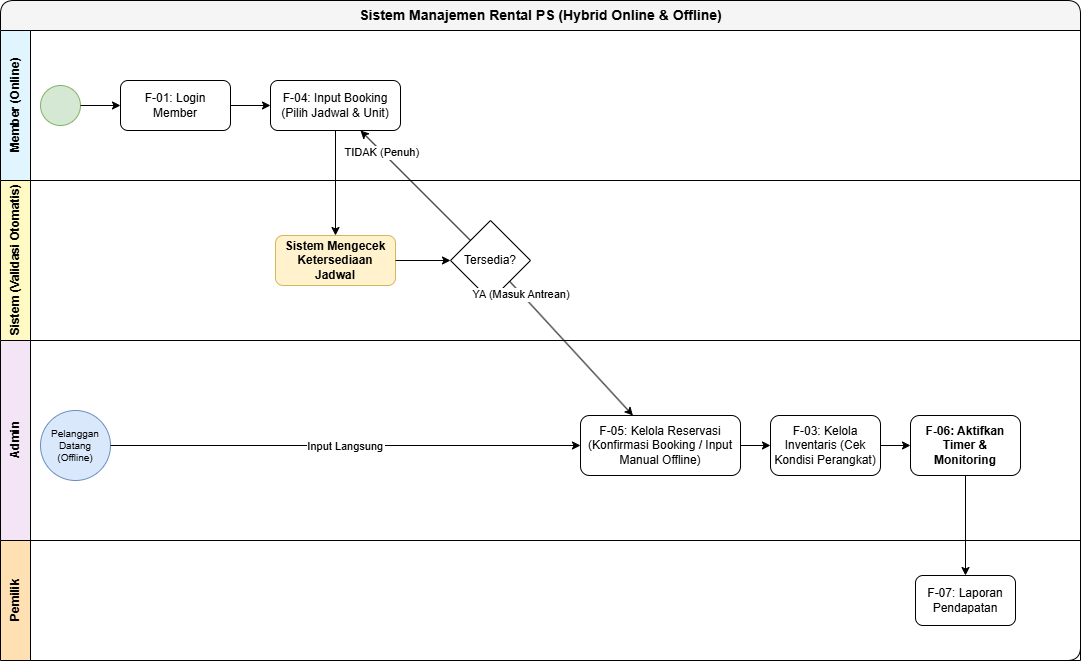 Sistem Manajemen Rental PS (Hybrid Online & Offline)
Member (Online)
F-01: Login
Member
F-04: Input Booking
(Pilih Jadwal & Unit)
TIDAK (Penuh)
Sistem (Validasi Otomatis)
Sistem Mengecek
Ketersediaan
Jadwal
Tersedia?
YA (Masuk Antrean)
Admin
Pelanggan
Datang
(Offline)
Input Langsung
F-05: Kelola Reservasi
(Konfirmasi Booking / Input
Manual Offline)
F-03: Kelola
Inventaris (Cek
Kondisi Perangkat)
F-06: Aktifkan
Timer &
Monitoring
Pemilik
F-07: Laporan
Pendapatan